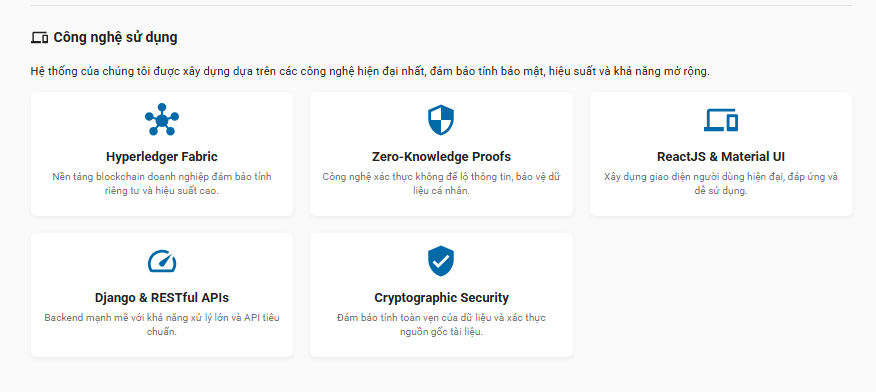 Công nghệ sử dụng
Hệ thống của chúng tôi được xây dựng dựa trên các công nghệ hiện đại nhất, đảm bảo tính bảo mật, hiệu suất và khả năng mở rộng.
Hyperledger Fabric
Nền tảng blockchain doanh nghiệp đảm bảo tính
riêng tư và hiệu suất cao.
Zero-Knowledge Proofs
Công nghệ xác thực không để lộ thông tin, bảo vệ dữ
liệu cá nhân.
ReactJS & Material UI
Xây dựng giao diện người dùng hiện đại, đáp ứng và
dễ sử dụng.
Django & RESTful APIs
Backend mạnh mẽ với khả năng xử lý lớn và API tiêu
chuẩn.
Cryptographic Security
Đảm bảo tính toàn vẹn của dữ liệu và xác thực
nguồn gốc tài liệu.